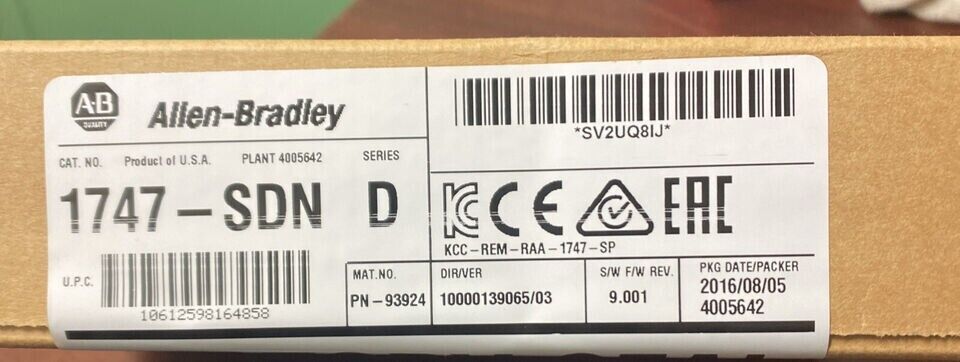 A·B
QUALITY
Allen-Bradley
*SV2UQ8IJ*
CAT. NO. Product of U.S.A. PLANT 4005642 SERIES
1747-SDN D
KCC-REM-RAA-1747-SP
U.P.C.
10612598164858
MAT.NO. DIR/VER S/W F/W REV. PKG DATE/PACKER
PN-93924 10000139065/03 9.001 2016/08/05
4005642